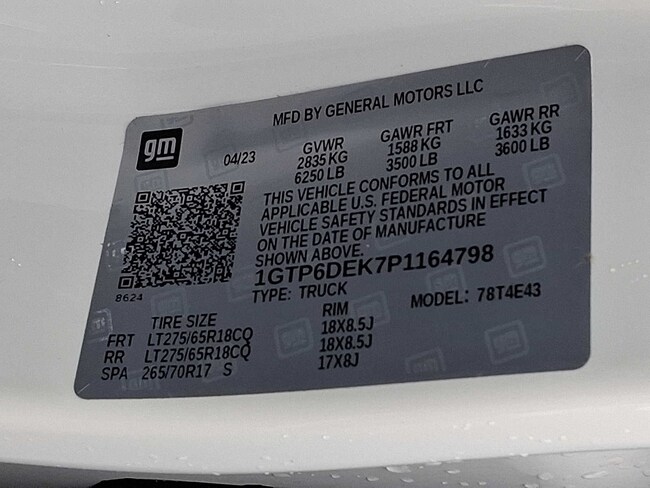 MFD BY GENERAL MOTORS LLC
gm
04/23
GVWR
2835 KG
6250 LB
GAWR FRT
1588 KG
3500 LB
GAWR RR
1633 KG
3600 LB
THIS VEHICLE CONFORMS TO ALL
APPLICABLE U.S. FEDERAL MOTOR
VEHICLE SAFETY STANDARDS IN EFFECT
ON THE DATE OF MANUFACTURE
SHOWN ABOVE.
1GTP6DEK7P1164798
8624
TYPE: TRUCK
MODEL: 78T4E43
TIRE SIZE RIM
FRT LT275/65R18CQ 18X8.5J
RR LT275/65R18CQ 18X8.5J
SPA 265/70R17 S 17X8J